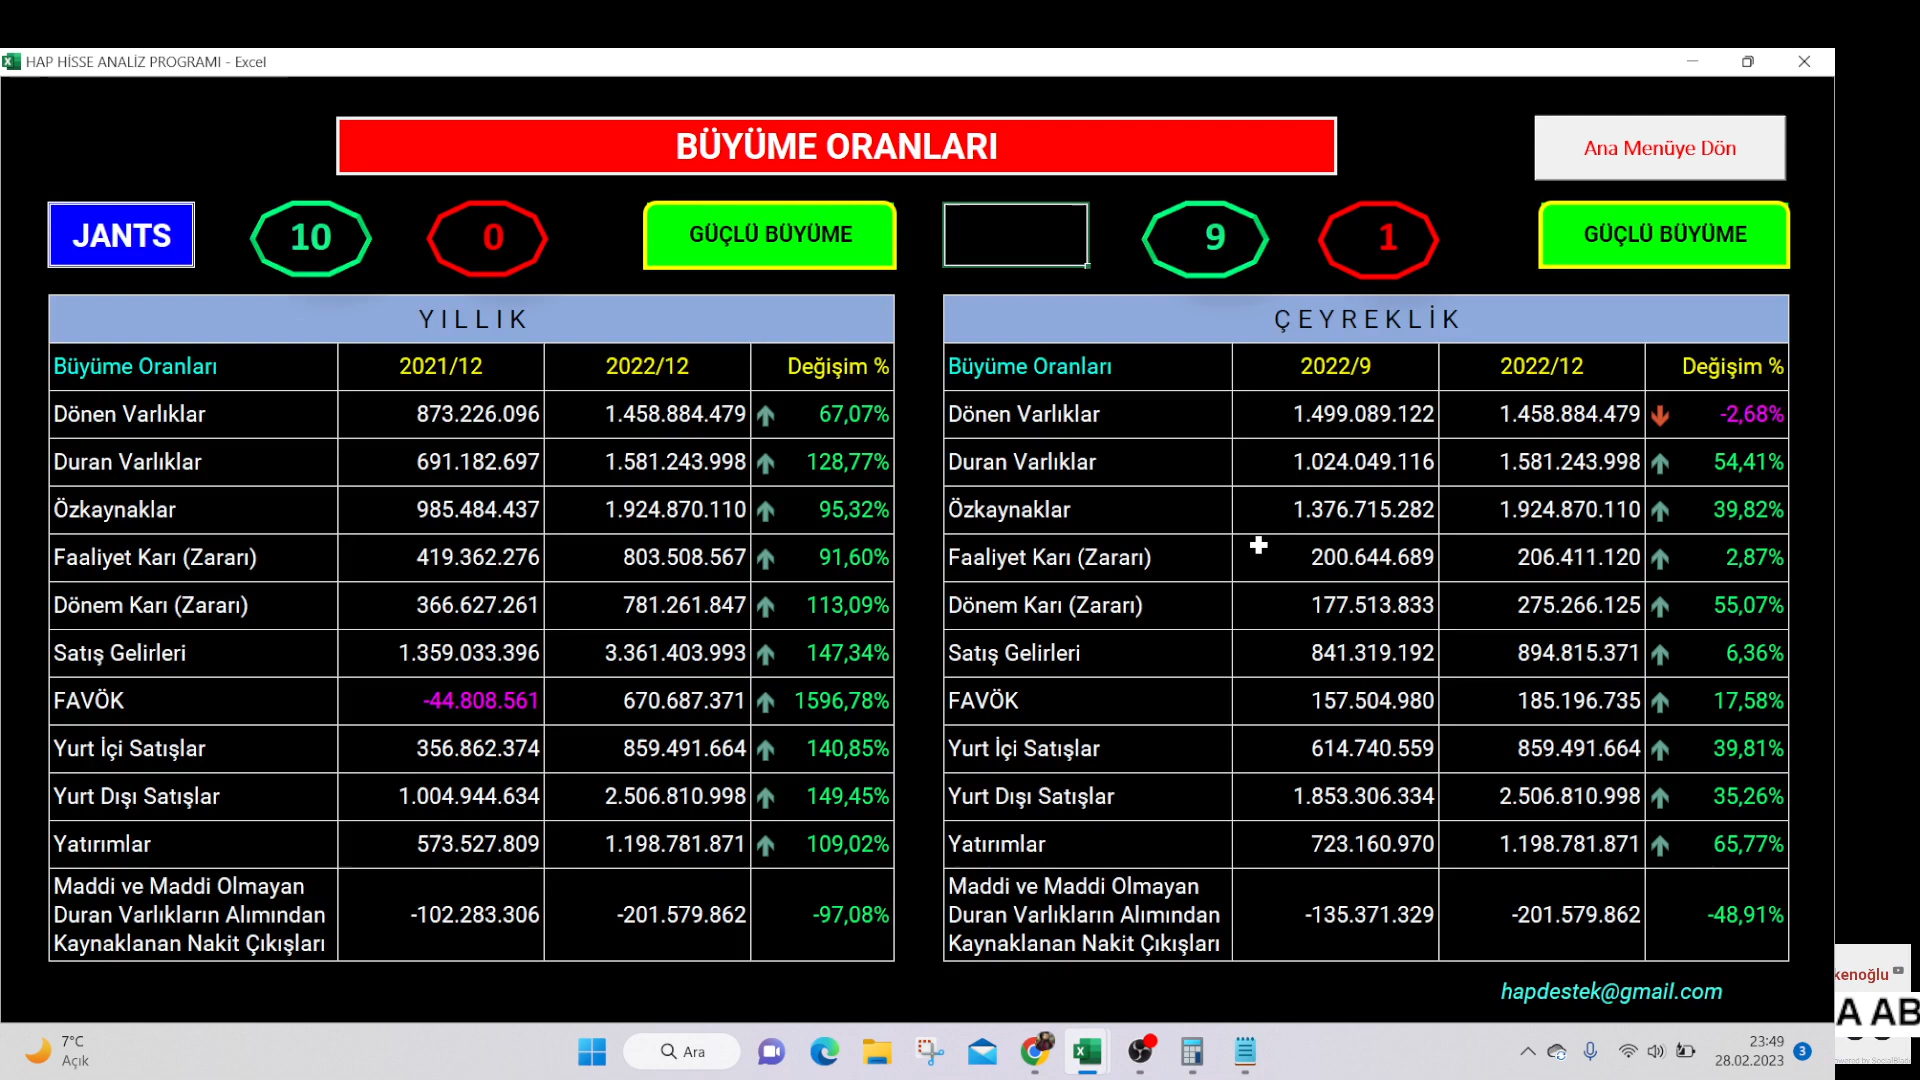 HAP HİSSE ANALİZ PROGRAMI - Excel
BÜYÜME ORANLARI
Ana Menüye Dön
JANTS 10 0 GÜÇLÜ BÜYÜME 9 1 GÜÇLÜ BÜYÜME
YILLIK
Büyüme Oranları 2021/12 2022/12 Değişim %
Dönen Varlıklar 873.226.096 1.458.884.479 67,07%
Duran Varlıklar 691.182.697 1.581.243.998 128,77%
Özkaynaklar 985.484.437 1.924.870.110 95,32%
Faaliyet Karı (Zararı) 419.362.276 803.508.567 91,60%
Dönem Karı (Zararı) 366.627.261 781.261.847 113,09%
Satış Gelirleri 1.359.033.396 3.361.403.993 147,34%
FAVÖK -44.808.561 670.687.371 1596,78%
Yurt İçi Satışlar 356.862.374 859.491.664 140,85%
Yurt Dışı Satışlar 1.004.944.634 2.506.810.998 149,45%
Yatırımlar 573.527.809 1.198.781.871 109,02%
Maddi ve Maddi Olmayan
Duran Varlıkların Alımından -102.283.306 -201.579.862 -97,08%
Kaynaklanan Nakit Çıkışları
ÇEYREKLİK
Büyüme Oranları 2022/9 2022/12 Değişim %
Dönen Varlıklar 1.499.089.122 1.458.884.479 -2,68%
Duran Varlıklar 1.024.049.116 1.581.243.998 54,41%
Özkaynaklar 1.376.715.282 1.924.870.110 39,82%
Faaliyet Karı (Zararı) 200.644.689 206.411.120 2,87%
Dönem Karı (Zararı) 177.513.833 275.266.125 55,07%
Satış Gelirleri 841.319.192 894.815.371 6,36%
FAVÖK 157.504.980 185.196.735 17,58%
Yurt İçi Satışlar 614.740.559 859.491.664 39,81%
Yurt Dışı Satışlar 1.853.306.334 2.506.810.998 35,26%
Yatırımlar 723.160.970 1.198.781.871 65,77%
Maddi ve Maddi Olmayan
Duran Varlıkların Alımından -135.371.329 -201.579.862 -48,91%
Kaynaklanan Nakit Çıkışları
hapdestek@gmail.com
kenoğlu
A AB
7°C
Açık
Ara
23:49
28.02.2023
3